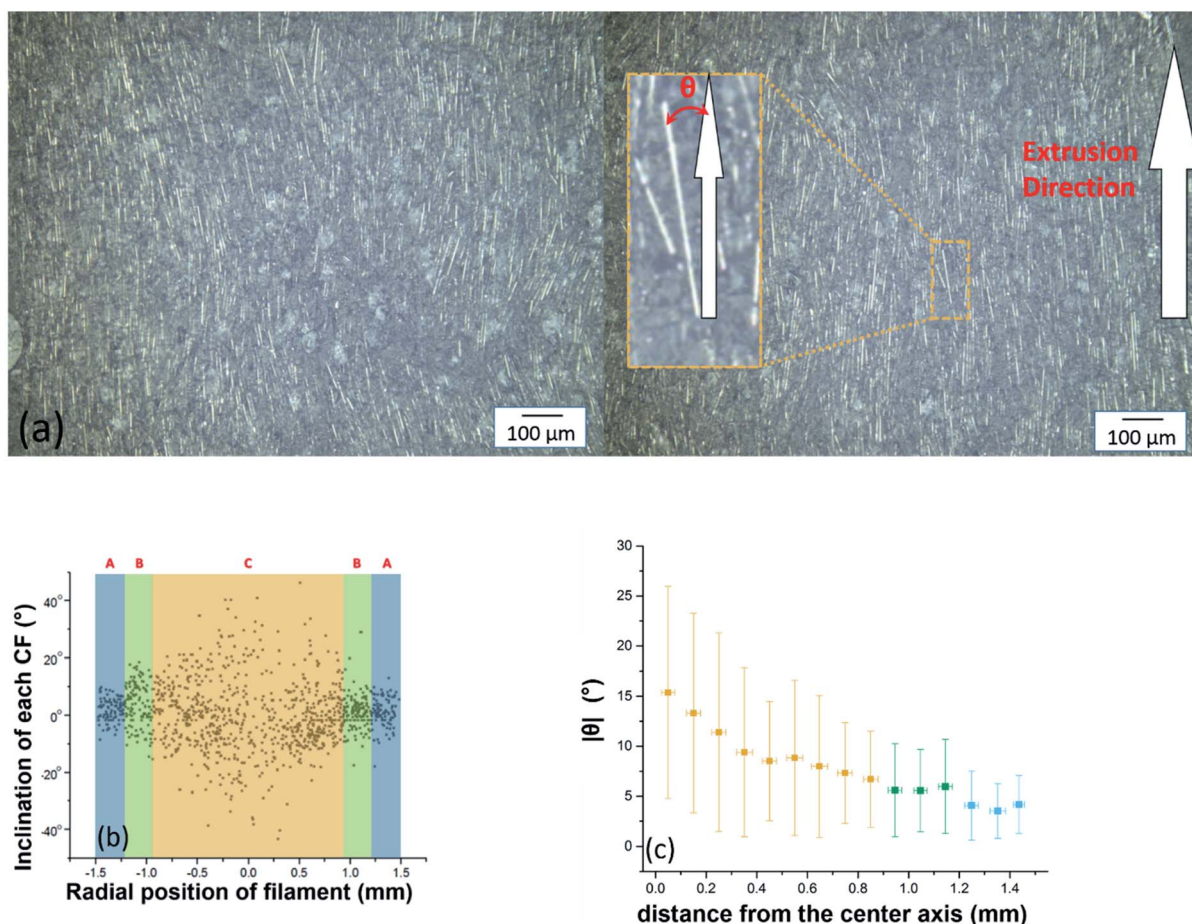 θ
Extrusion
Direction
(a)
100 µm
100 µm
A B C B A
40°
20°
0°
-20°
-40°
Inclination of each CF (°)
(b)
-1.5 -1.0 -0.5 0.0 0.5 1.0 1.5
Radial position of filament (mm)
30
25
20
15
10
5
0
|θ| (°)
(c)
0.0 0.2 0.4 0.6 0.8 1.0 1.2 1.4
distance from the center axis (mm)